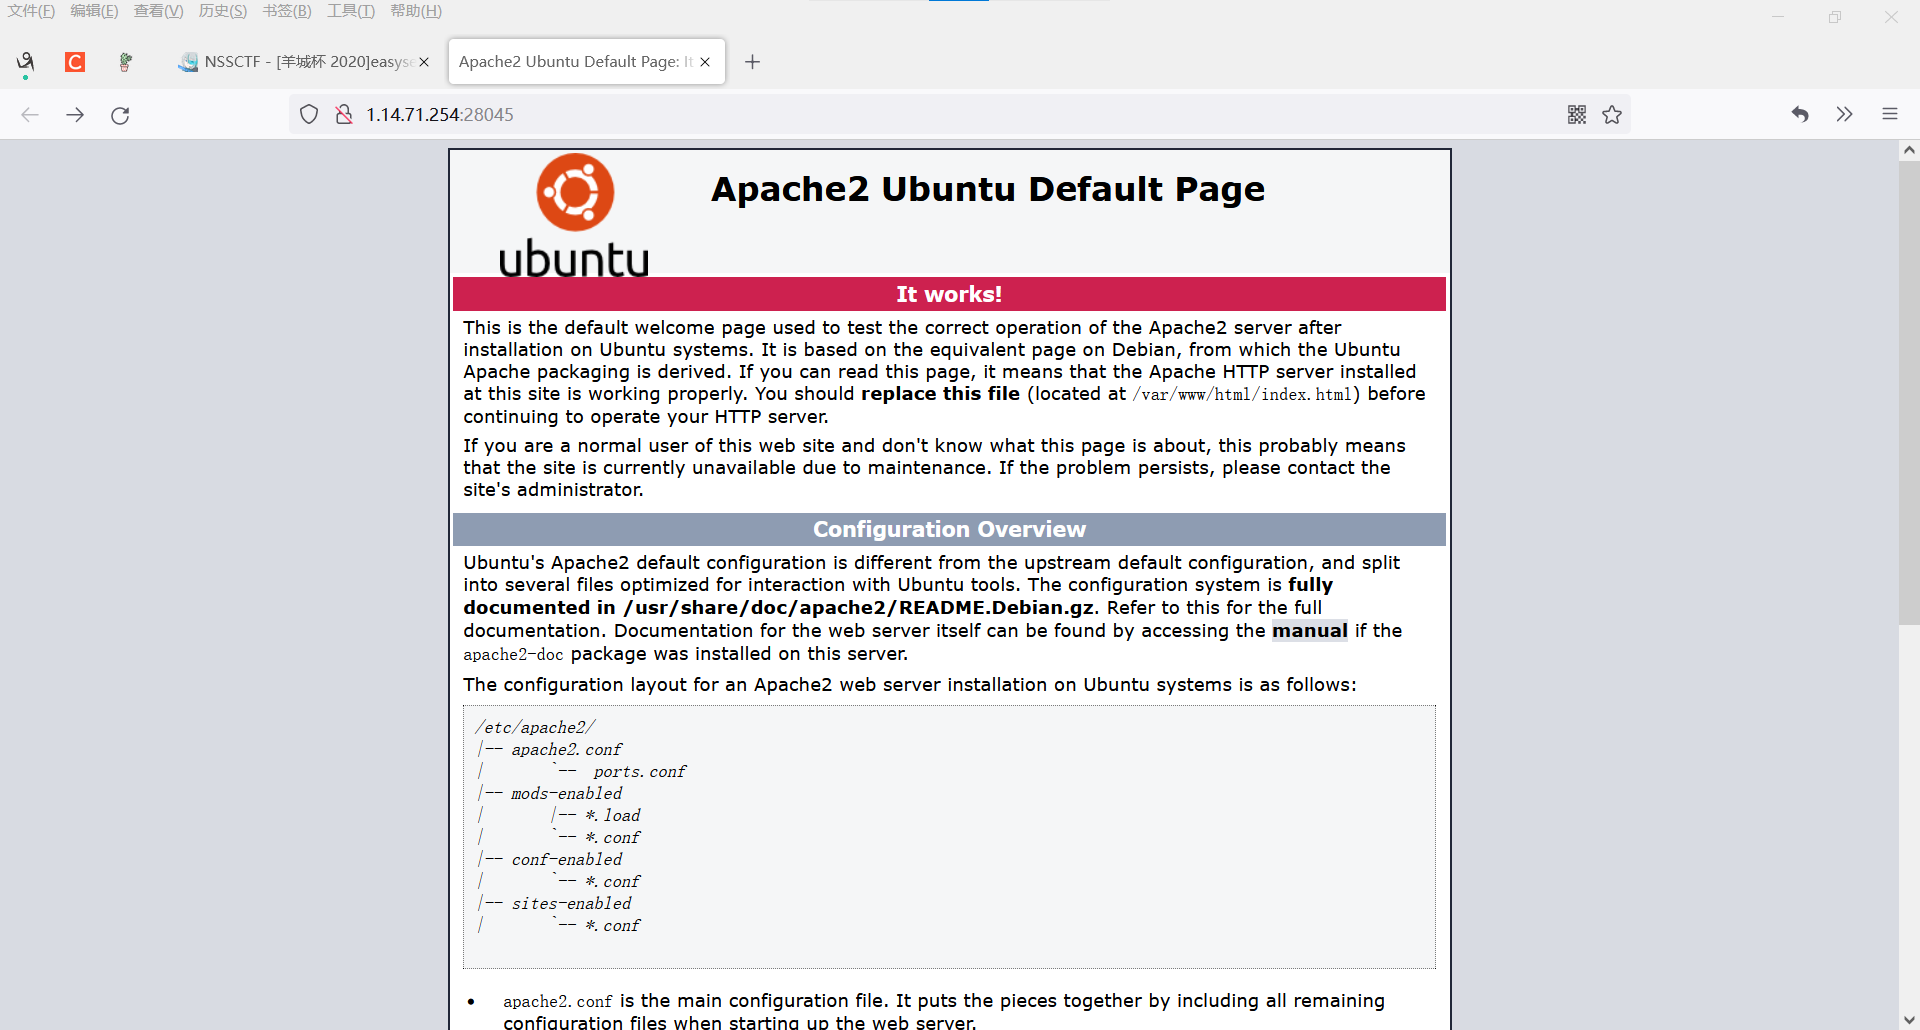 文件(F) 编辑(E) 查看(V) 历史(S) 书签(B) 工具(T) 帮助(H)
C NSSCTF - [羊城杯 2020]easyse Apache2 Ubuntu Default Page: It
1.14.71.254:28045
ubuntu
Apache2 Ubuntu Default Page
It works!
This is the default welcome page used to test the correct operation of the Apache2 server after
installation on Ubuntu systems. It is based on the equivalent page on Debian, from which the Ubuntu
Apache packaging is derived. If you can read this page, it means that the Apache HTTP server installed
at this site is working properly. You should replace this file (located at /var/www/html/index.html) before
continuing to operate your HTTP server.
If you are a normal user of this web site and don't know what this page is about, this probably means
that the site is currently unavailable due to maintenance. If the problem persists, please contact the
site's administrator.
Configuration Overview
Ubuntu's Apache2 default configuration is different from the upstream default configuration, and split
into several files optimized for interaction with Ubuntu tools. The configuration system is fully
documented in /usr/share/doc/apache2/README.Debian.gz. Refer to this for the full
documentation. Documentation for the web server itself can be found by accessing the manual if the
apache2-doc package was installed on this server.
The configuration layout for an Apache2 web server installation on Ubuntu systems is as follows:
/etc/apache2/
|-- apache2.conf
|       `--  ports.conf
|-- mods-enabled
|       |-- *.load
|       `-- *.conf
|-- conf-enabled
|       `-- *.conf
|-- sites-enabled
|       `-- *.conf
• apache2.conf is the main configuration file. It puts the pieces together by including all remaining
configuration files when starting up the web server.